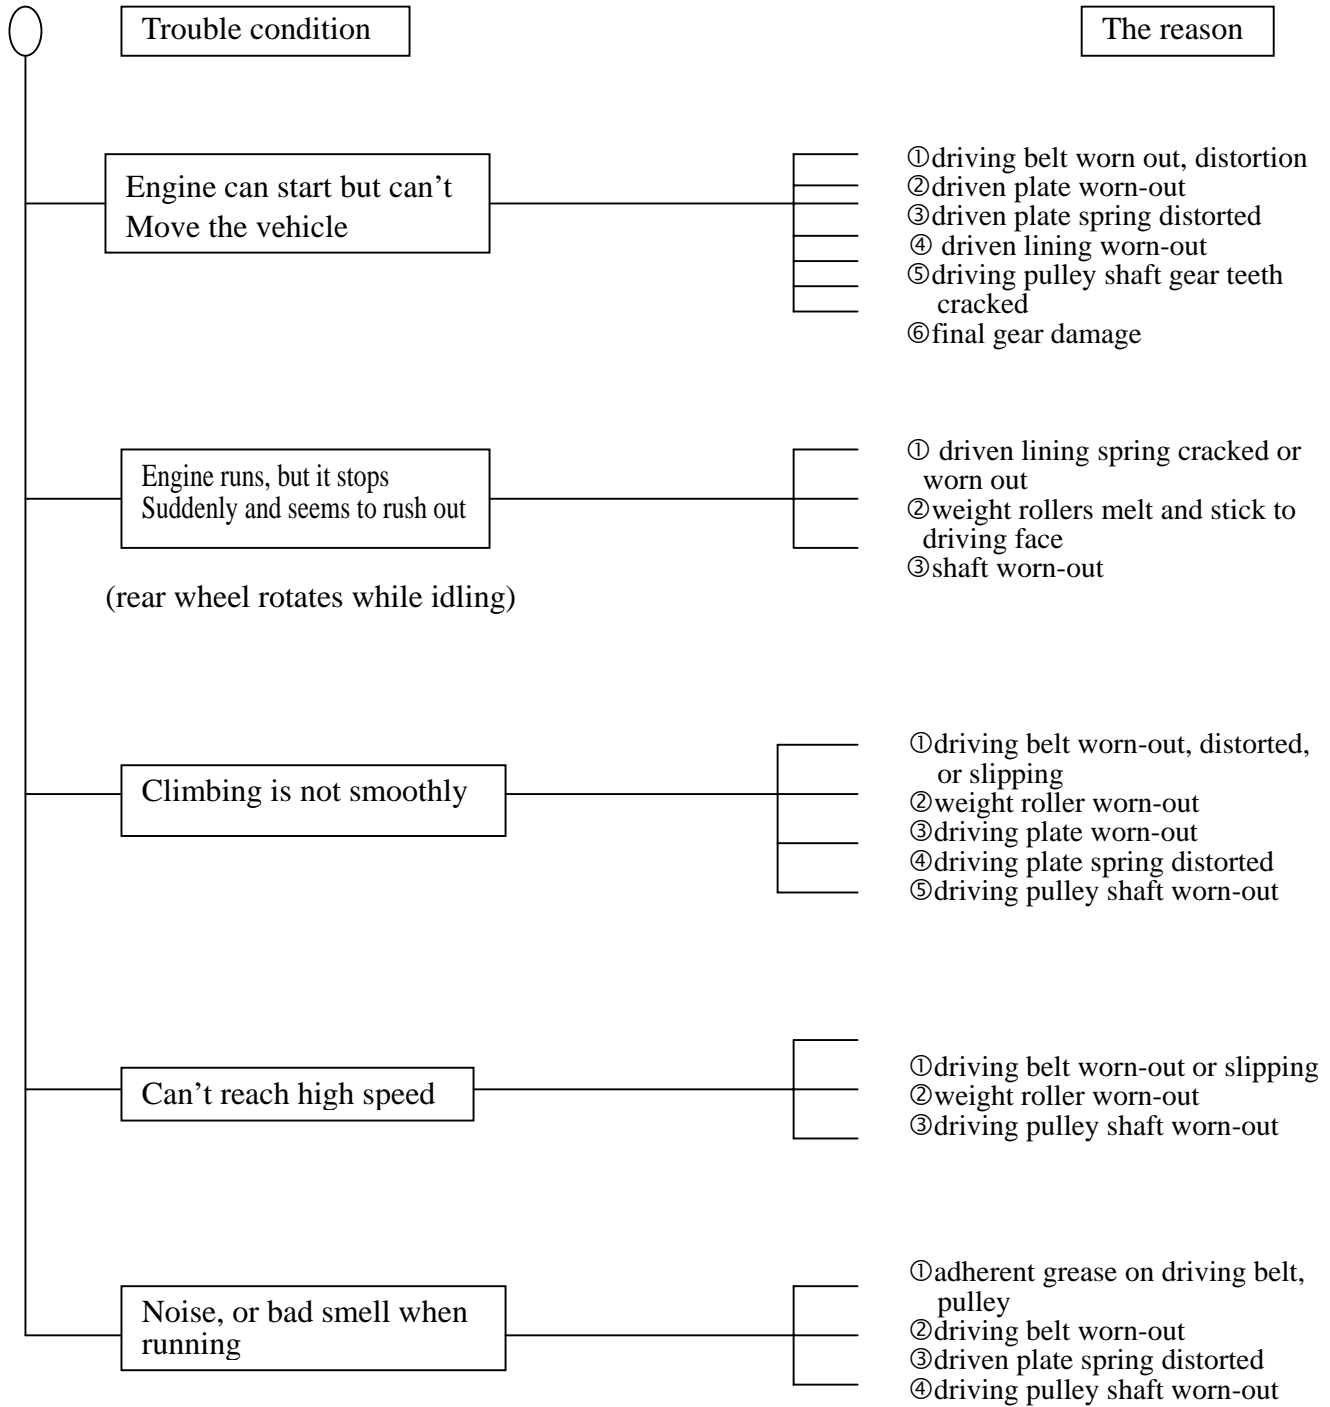 Trouble condition
The reason
Engine can start but can’t
Move the vehicle
①driving belt worn out, distortion
②driven plate worn-out
③driven plate spring distorted
④ driven lining worn-out
⑤driving pulley shaft gear teeth
cracked
⑥final gear damage
Engine runs, but it stops
Suddenly and seems to rush out
(rear wheel rotates while idling)
① driven lining spring cracked or
worn out
②weight rollers melt and stick to
driving face
③shaft worn-out
Climbing is not smoothly
①driving belt worn-out, distorted,
or slipping
②weight roller worn-out
③driving plate worn-out
④driving plate spring distorted
⑤driving pulley shaft worn-out
Can’t reach high speed
①driving belt worn-out or slipping
②weight roller worn-out
③driving pulley shaft worn-out
Noise, or bad smell when
running
①adherent grease on driving belt,
pulley
②driving belt worn-out
③driven plate spring distorted
④driving pulley shaft worn-out